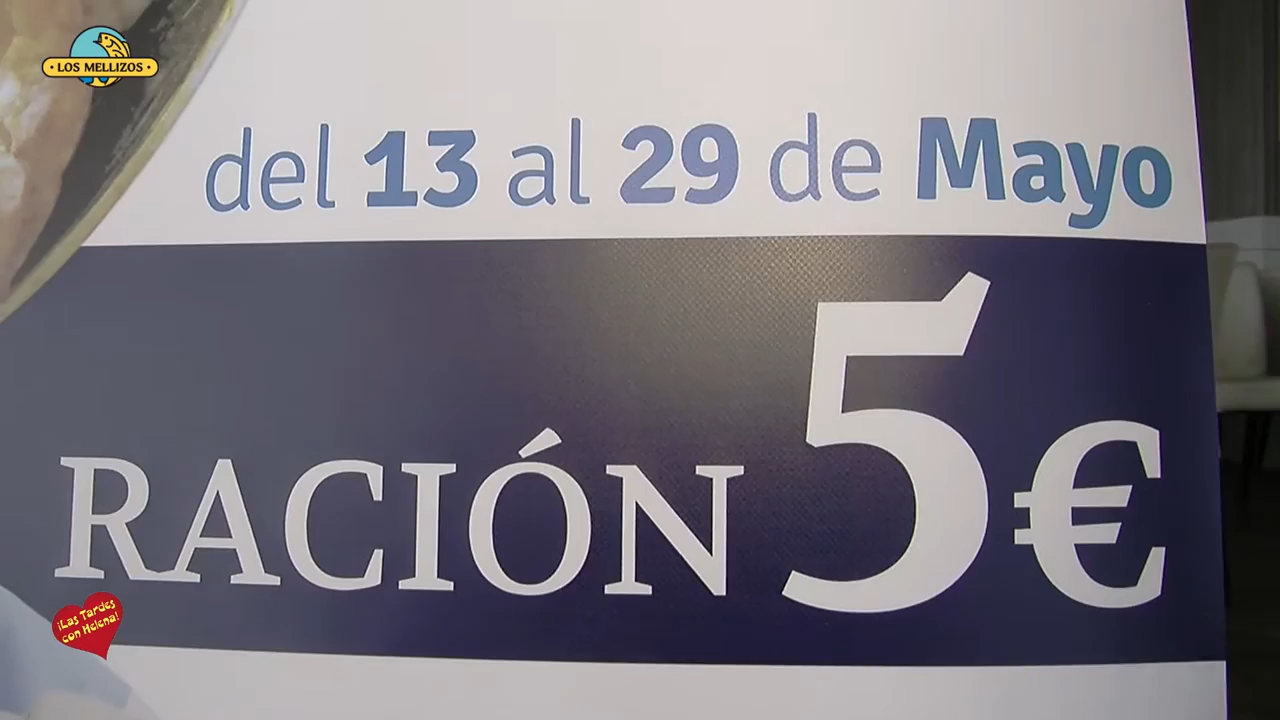 · LOS MELLIZOS ·
del 13 al 29 de Mayo
RACIÓN 5€
¡Las Tardes
con Helena!